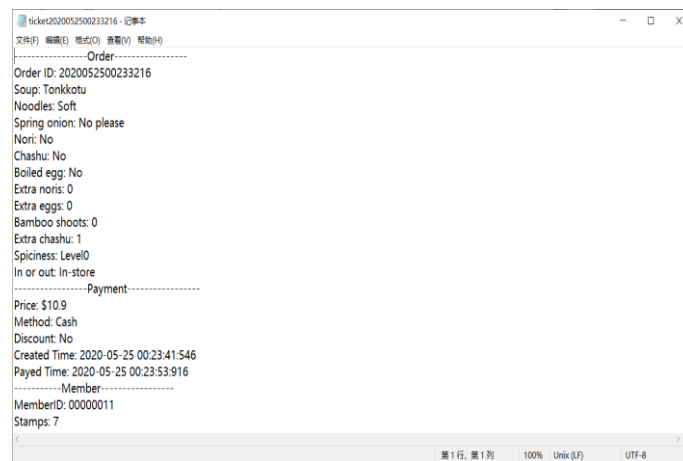 ticket2020052500233216 - 记事本
文件(F) 编辑(E) 格式(O) 查看(V) 帮助(H)
-----------------Order-----------------
Order ID: 2020052500233216
Soup: Tonkkotu
Noodles: Soft
Spring onion: No please
Nori: No
Chashu: No
Boiled egg: No
Extra noris: 0
Extra eggs: 0
Bamboo shoots: 0
Extra chashu: 1
Spiciness: Level0
In or out: In-store
-----------------Payment-----------------
Price: $10.9
Method: Cash
Discount: No
Created Time: 2020-05-25 00:23:41:546
Payed Time: 2020-05-25 00:23:53:916
-----------Member-----------------
MemberID: 00000011
Stamps: 7
第 1 行, 第 1 列 100% Unix (LF) UTF-8